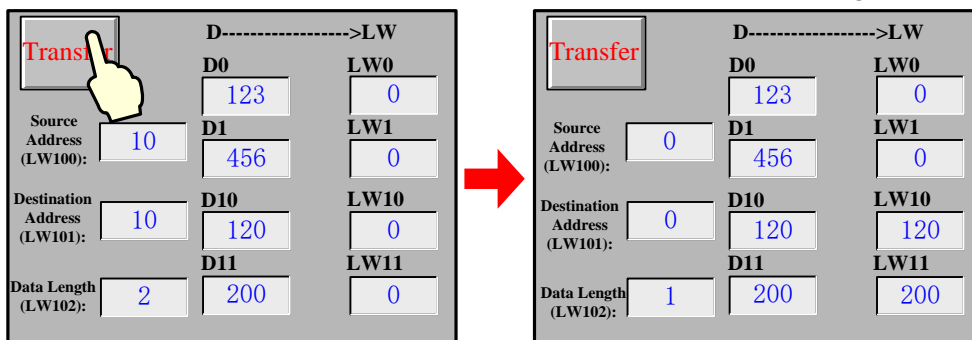 Transfer
D----------------->LW
D0 LW0
123 0
Source
Address
(LW100):
10
D1 LW1
456 0
Destination
Address
(LW101):
10
D10 LW10
120 0
Data Length
(LW102):
2
D11 LW11
200 0
Transfer
D----------------->LW
D0 LW0
123 0
Source
Address
(LW100):
0
D1 LW1
456 0
Destination
Address
(LW101):
0
D10 LW10
120 120
Data Length
(LW102):
1
D11 LW11
200 200